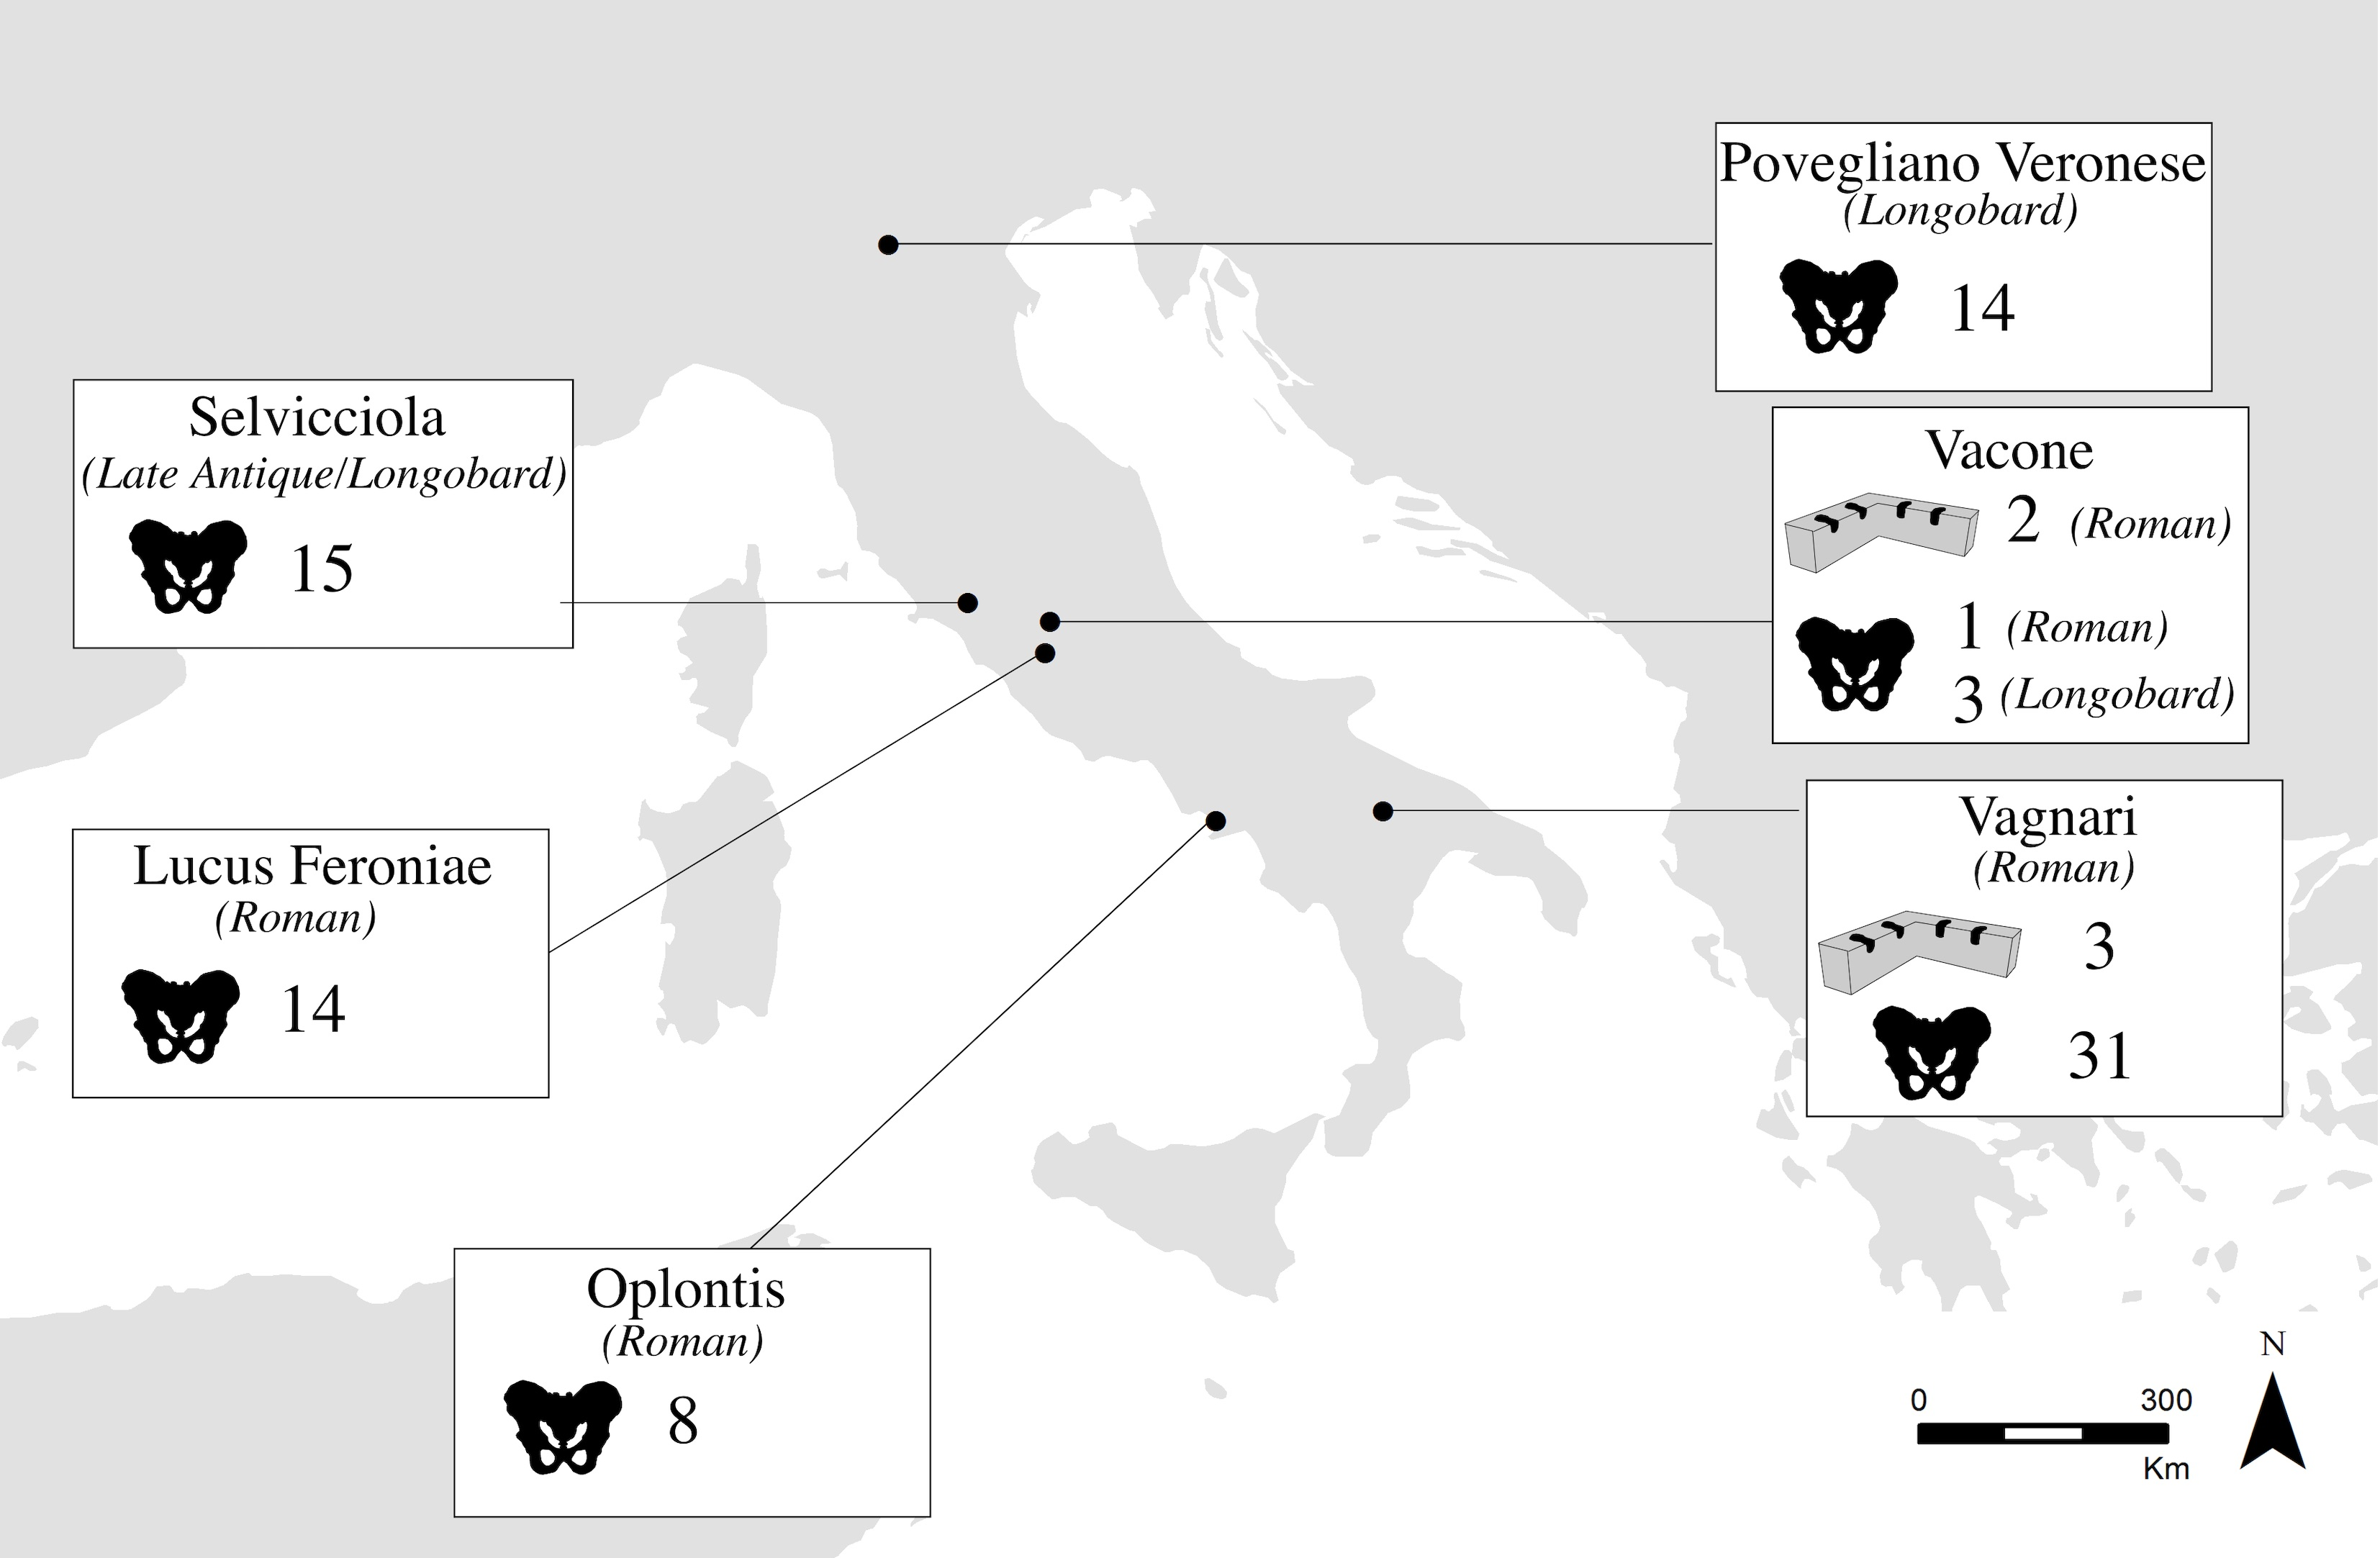 Povegliano Veronese
(Longobard)
14
Selvicciola
(Late Antique/Longobard)
15
Vacone
2 (Roman)
1 (Roman)
3 (Longobard)
Lucus Feroniae
(Roman)
14
Vagnari
(Roman)
3
31
Oplontis
(Roman)
8
N
0 300
Km